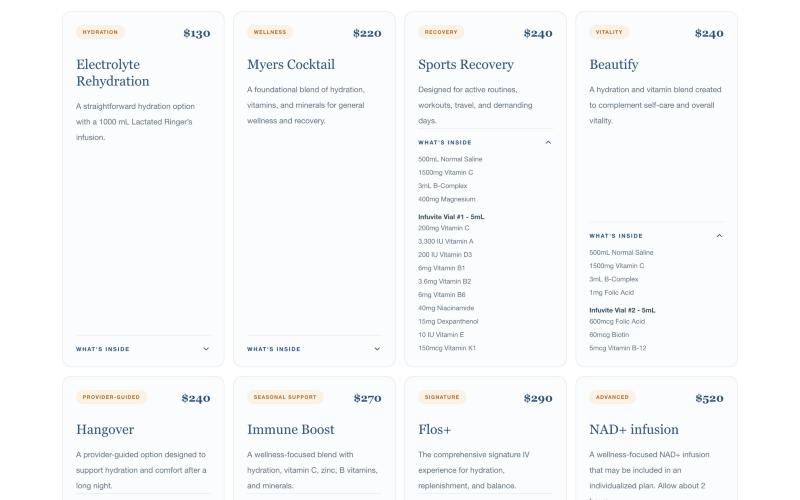 HYDRATION
$130
Electrolyte
Rehydration
A straightforward hydration option
with a 1000 mL Lactated Ringer's
infusion.
WHAT'S INSIDE
WELLNESS
$220
Myers Cocktail
A foundational blend of hydration,
vitamins, and minerals for general
wellness and recovery.
WHAT'S INSIDE
RECOVERY
$240
Sports Recovery
Designed for active routines,
workouts, travel, and demanding
days.
WHAT'S INSIDE
500mL Normal Saline
1500mg Vitamin C
3mL B-Complex
400mg Magnesium
Infuvite Vial #1 - 5mL
200mg Vitamin C
3,300 IU Vitamin A
200 IU Vitamin D3
6mg Vitamin B1
3.6mg Vitamin B2
6mg Vitamin B6
40mg Niacinamide
15mg Dexpanthenol
10 IU Vitamin E
150mcg Vitamin K1
VITALITY
$240
Beautify
A hydration and vitamin blend created
to complement self-care and overall
vitality.
WHAT'S INSIDE
500mL Normal Saline
1500mg Vitamin C
3mL B-Complex
1mg Folic Acid
Infuvite Vial #2 - 5mL
600mcg Folic Acid
60mcg Biotin
5mcg Vitamin B-12
PROVIDER-GUIDED
$240
Hangover
A provider-guided option designed to
support hydration and comfort after a
long night.
SEASONAL SUPPORT
$270
Immune Boost
A wellness-focused blend with
hydration, vitamin C, zinc, B vitamins,
and minerals.
SIGNATURE
$290
Flos+
The comprehensive signature IV
experience for hydration,
replenishment, and balance.
ADVANCED
$520
NAD+ infusion
A wellness-focused NAD+ infusion
that may be included in an
individualized plan. Allow about 2